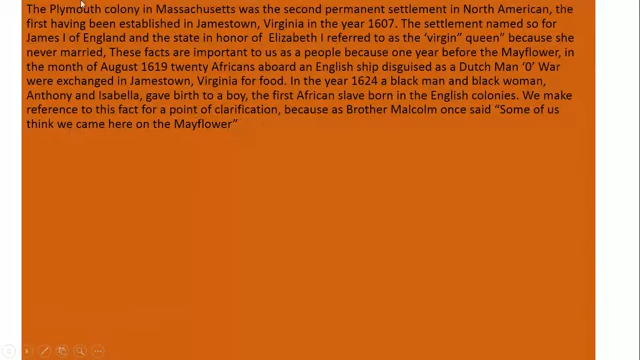 The Plymouth colony in Massachusetts was the second permanent settlement in North American, the
first having been established in Jamestown, Virginia in the year 1607. The settlement named so for
James I of England and the state in honor of  Elizabeth I referred to as the ‘virgin” queen” because she
never married, These facts are important to us as a people because one year before the Mayflower, in
the month of August 1619 twenty Africans aboard an English ship disguised as a Dutch Man ‘0’ War
were exchanged in Jamestown, Virginia for food. In the year 1624 a black man and black woman,
Anthony and Isabella, gave birth to a boy, the first African slave born in the English colonies. We make
reference to this fact for a point of clarification, because as Brother Malcolm once said “Some of us
think we came here on the Mayflower”